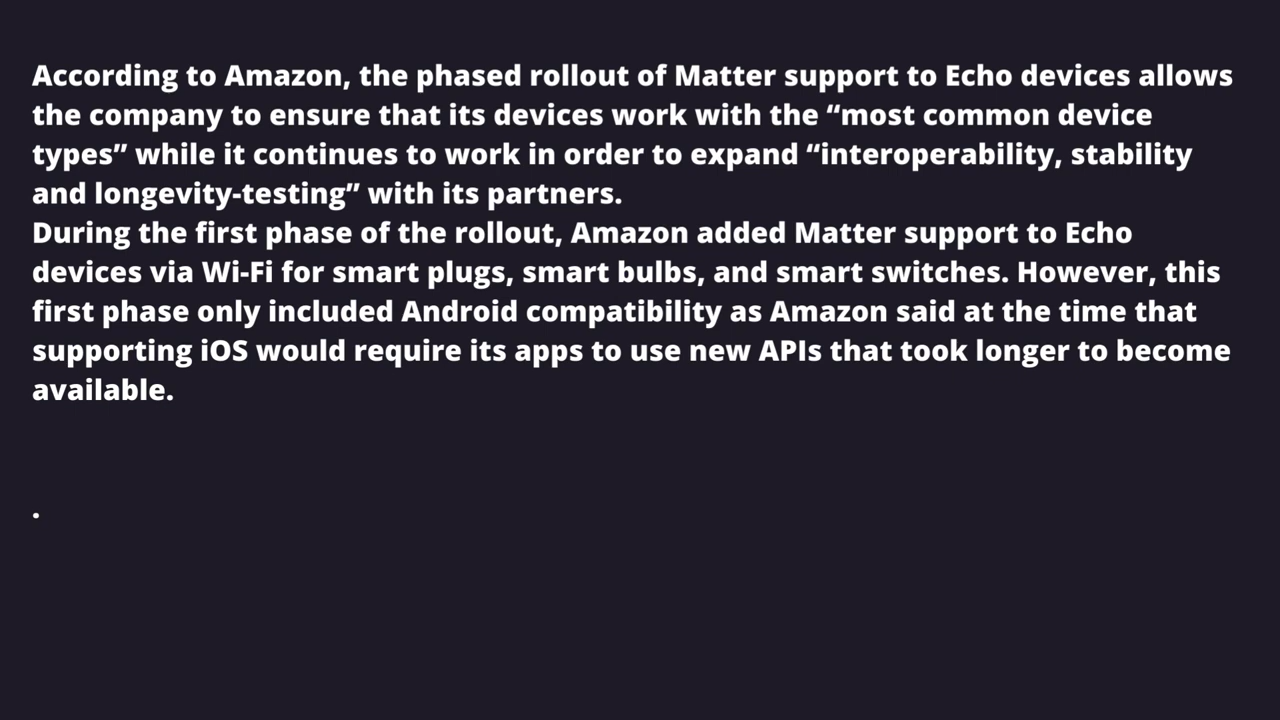 According to Amazon, the phased rollout of Matter support to Echo devices allows
the company to ensure that its devices work with the “most common device
types” while it continues to work in order to expand “interoperability, stability
and longevity-testing” with its partners.
During the first phase of the rollout, Amazon added Matter support to Echo
devices via Wi-Fi for smart plugs, smart bulbs, and smart switches. However, this
first phase only included Android compatibility as Amazon said at the time that
supporting iOS would require its apps to use new APIs that took longer to become
available.
.